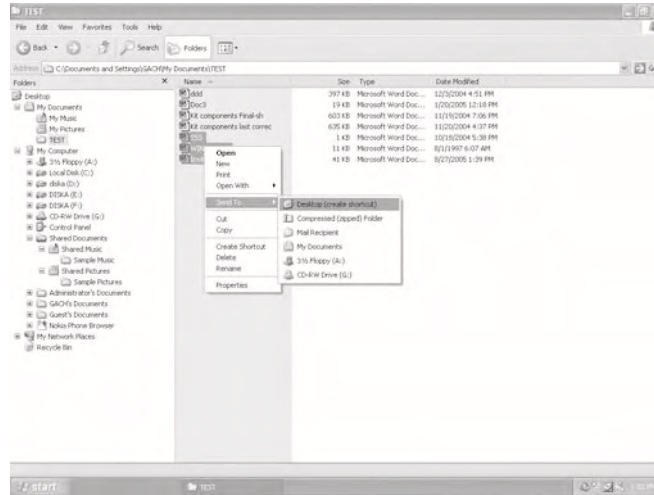 TEST
File Edit View Favorites Tools Help
Back Search Folders
Address C:\Documents and Settings\GACH\My Documents\TEST
Folders X
Desktop
My Documents
My Music
My Pictures
TEST
My Computer
3½ Floppy (A:)
Local Disk (C:)
diska (D:)
DISKA (E:)
DISKA (F:)
CD-RW Drive (G:)
Control Panel
Shared Documents
Shared Music
Sample Music
Shared Pictures
Sample Pictures
Administrator's Documents
GACH's Documents
Guest's Documents
Nokia Phone Browser
My Network Places
Recycle Bin
Name Size Type Date Modified
ddd 397 KB Microsoft Word Doc... 12/3/2004 4:51 PM
Doc3 19 KB Microsoft Word Doc... 1/20/2005 12:18 PM
Kit components Final-sh 603 KB Microsoft Word Doc... 11/19/2004 7:06 PM
Kit components last correc 635 KB Microsoft Word Doc... 11/20/2004 4:37 PM
1 KB Microsoft Word Doc... 10/18/2004 5:38 PM
11 KB Microsoft Word Doc... 8/1/1997 6:07 AM
41 KB Microsoft Word Doc... 8/27/2005 1:39 PM
Open
New
Print
Open With
Send To
Cut
Copy
Create Shortcut
Delete
Rename
Properties
Desktop (create shortcut)
Compressed (zipped) Folder
Mail Recipient
My Documents
3½ Floppy (A:)
CD-RW Drive (G:)
start TEST